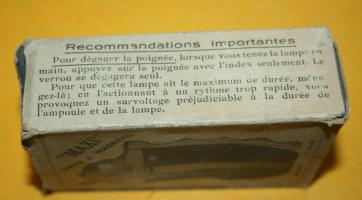 Recommandations importantes
Pour dégager la poignée, lorsque vous tenez la lampe en
main, appuyez sur la poignée avec l'index seulement. Le
verrou se dégagera seul.
Pour que cette lampe ait le maximum de durée, ména-
gez-là; en l'actionnant à un rythme trop rapide, vous
provoquez un survoltage préjudiciable à la durée de
l'ampoule et de la lampe.